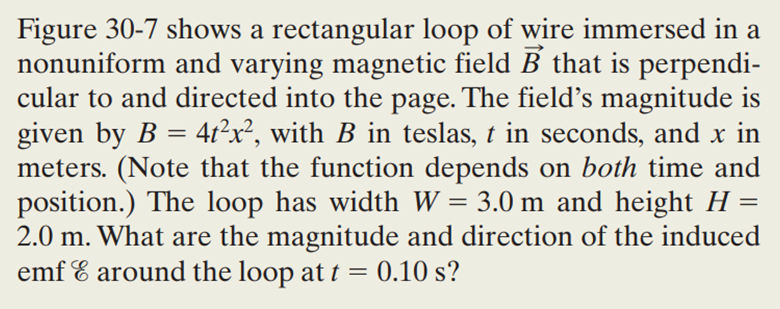 Figure 30-7 shows a rectangular loop of wire immersed in a
nonuniform and varying magnetic field B⃗ that is perpendi-
cular to and directed into the page. The field’s magnitude is
given by B = 4t²x², with B in teslas, t in seconds, and x in
meters. (Note that the function depends on both time and
position.) The loop has width W = 3.0 m and height H =
2.0 m. What are the magnitude and direction of the induced
emf ℰ around the loop at t = 0.10 s?